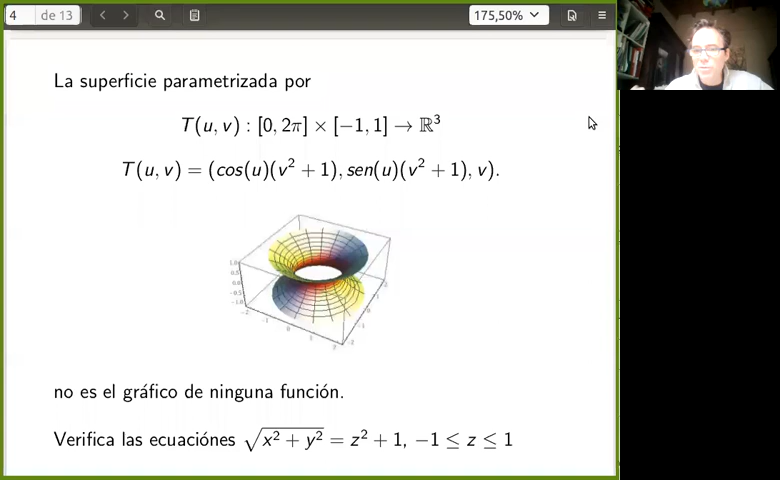 4 de 13 175,50%
La superficie parametrizada por
T(u, v) : [0, 2π] × [−1, 1] → ℝ³
T(u, v) = (cos(u)(v² + 1), sen(u)(v² + 1), v).
no es el gráfico de ninguna función.
Verifica las ecuaciónes √(x² + y²) = z² + 1, −1 ≤ z ≤ 1